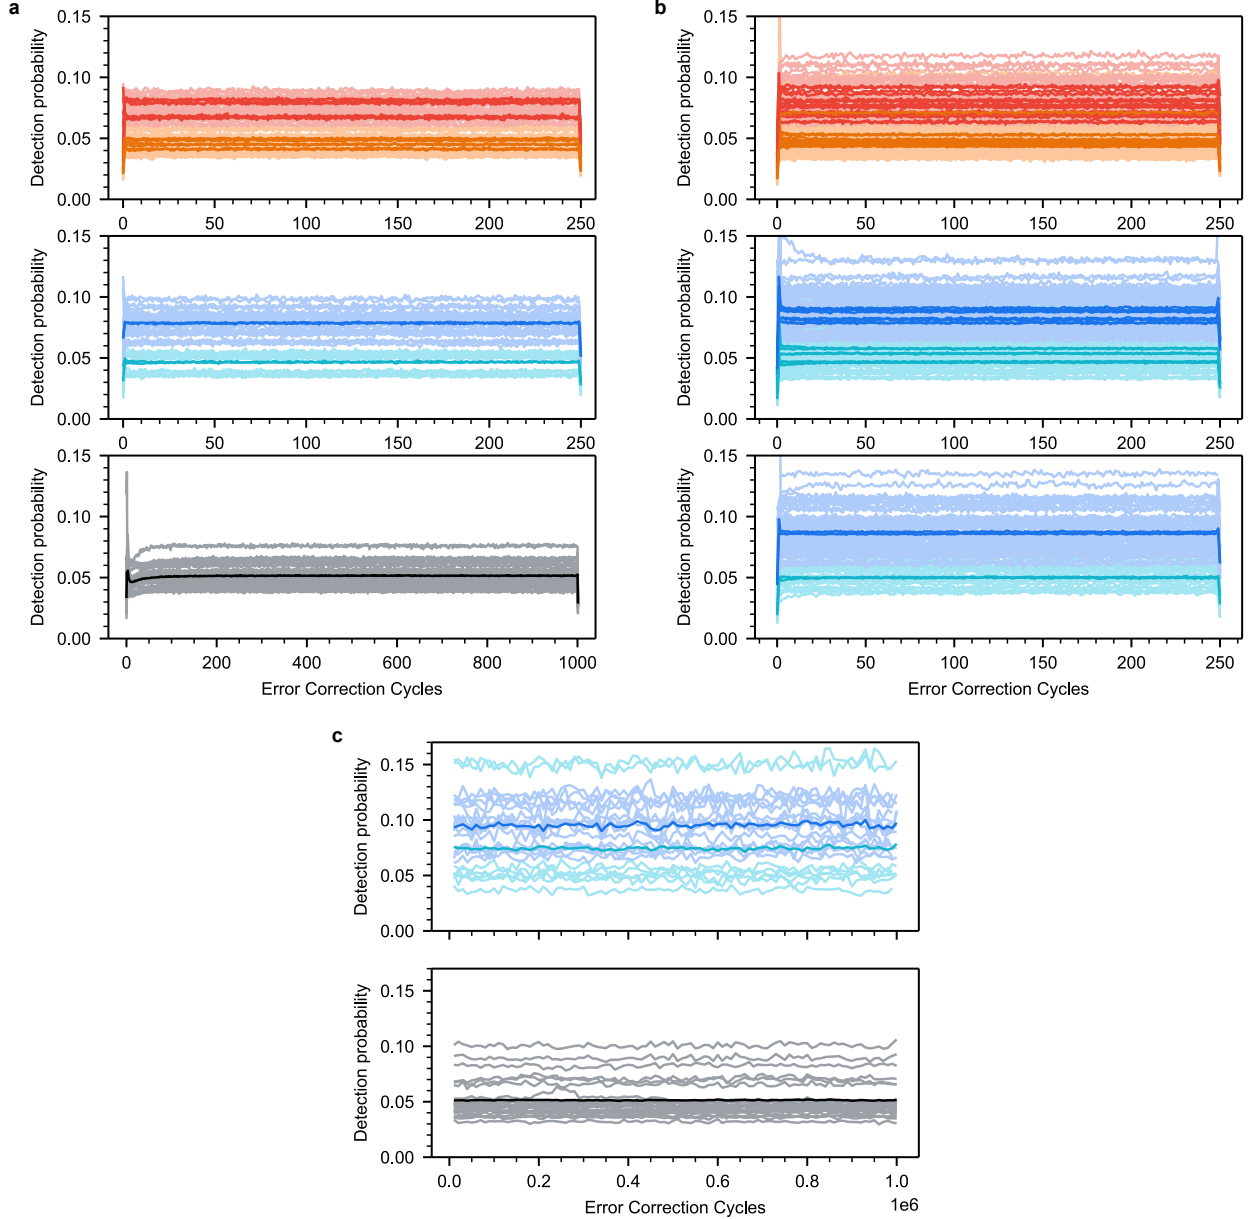 a
0.15
0.10
0.05
0.00
Detection probability
0 50 100 150 200 250
0.15
0.10
0.05
0.00
Detection probability
0 50 100 150 200 250
0.15
0.10
0.05
0.00
Detection probability
0 200 400 600 800 1000
Error Correction Cycles
b
0.15
0.10
0.05
0.00
Detection probability
0 50 100 150 200 250
0.15
0.10
0.05
0.00
Detection probability
0 50 100 150 200 250
0.15
0.10
0.05
0.00
Detection probability
0 50 100 150 200 250
Error Correction Cycles
c
0.15
0.10
0.05
0.00
Detection probability
0.15
0.10
0.05
0.00
Detection probability
0.0 0.2 0.4 0.6 0.8 1.0
Error Correction Cycles
1e6